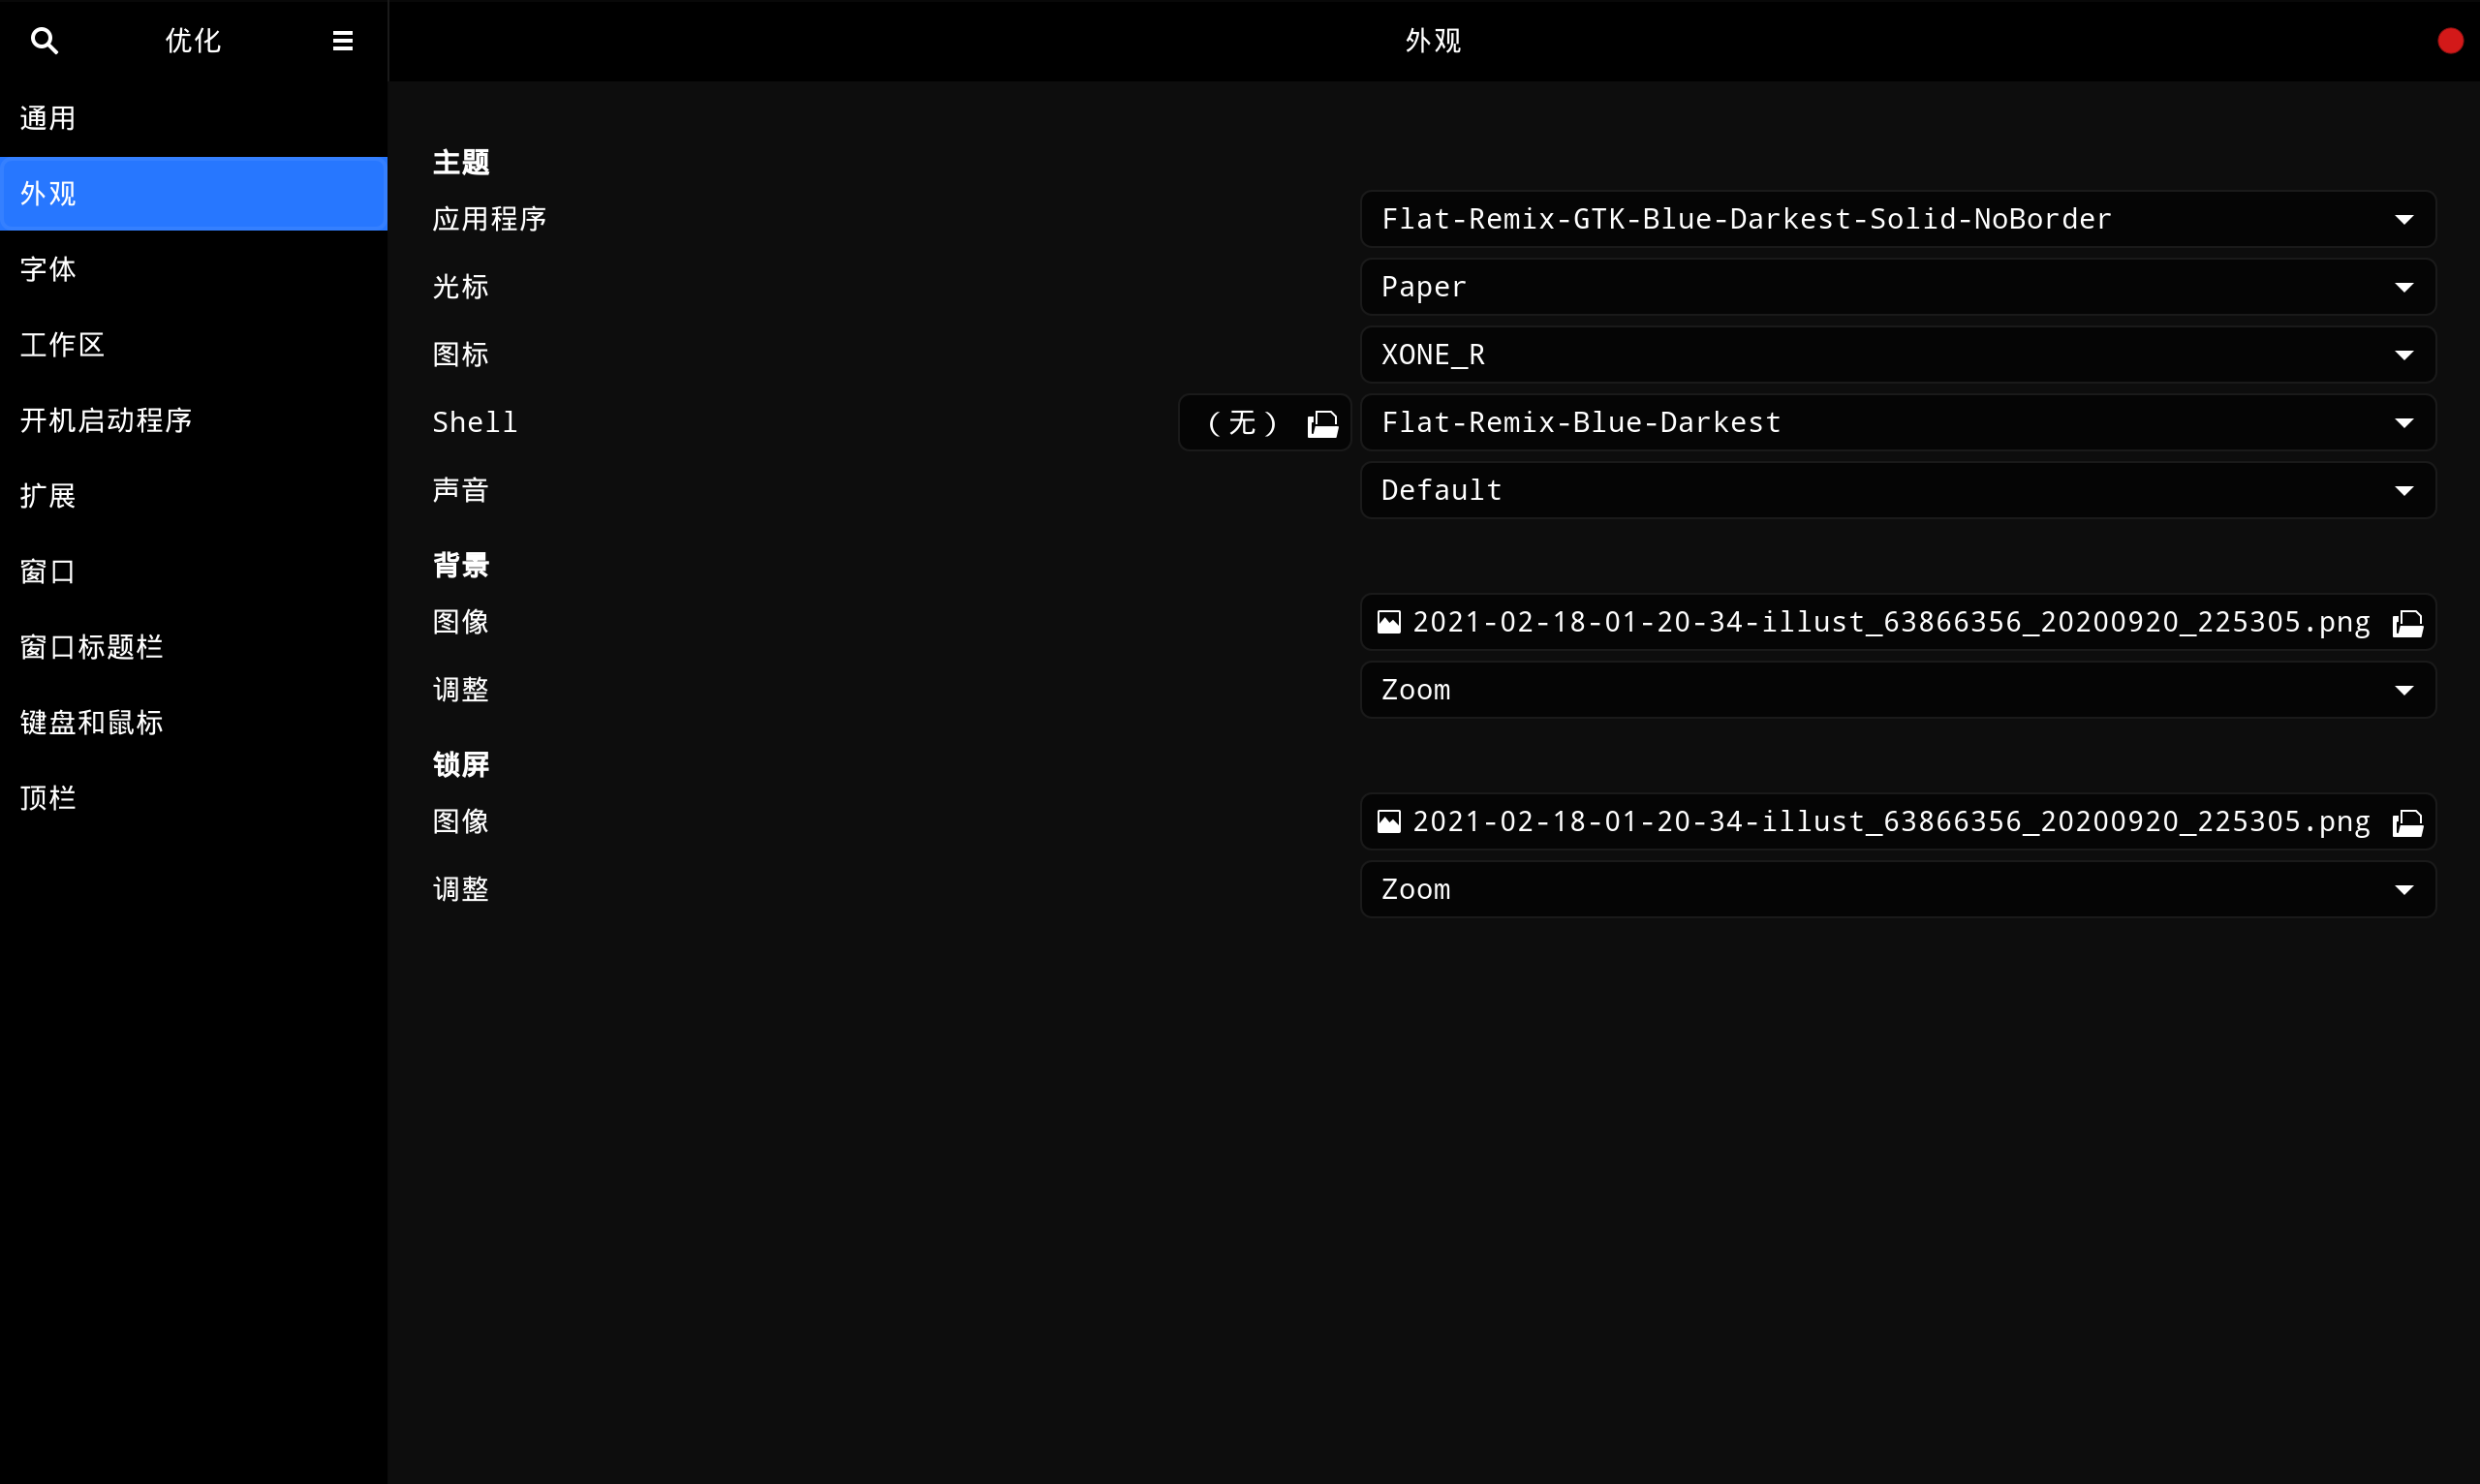 优化
外观
通用
外观
字体
工作区
开机启动程序
扩展
窗口
窗口标题栏
键盘和鼠标
顶栏
主题
应用程序 Flat-Remix-GTK-Blue-Darkest-Solid-NoBorder
光标 Paper
图标 XONE_R
Shell （无） Flat-Remix-Blue-Darkest
声音 Default
背景
图像 2021-02-18-01-20-34-illust_63866356_20200920_225305.png
调整 Zoom
锁屏
图像 2021-02-18-01-20-34-illust_63866356_20200920_225305.png
调整 Zoom